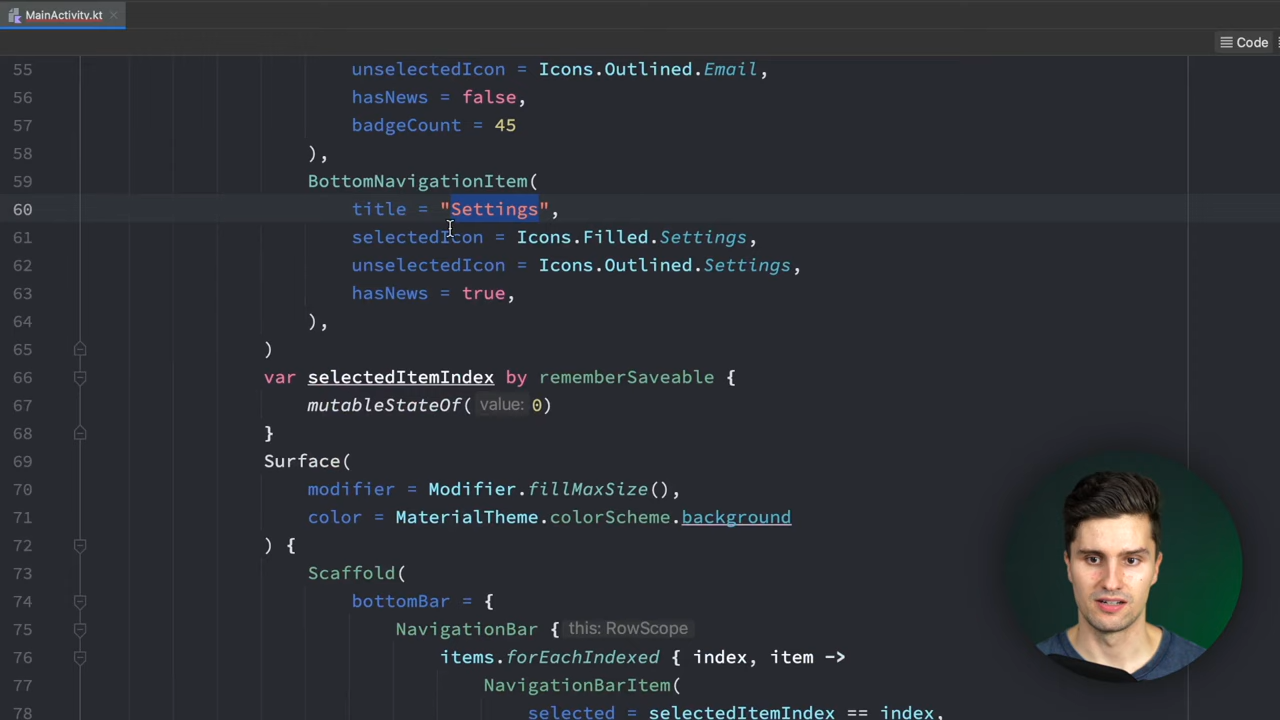 MainActivity.kt
Code
55 unselectedIcon = Icons.Outlined.Email,
56 hasNews = false,
57 badgeCount = 45
58 ),
59 BottomNavigationItem(
60 title = "Settings",
61 selectedIcon = Icons.Filled.Settings,
62 unselectedIcon = Icons.Outlined.Settings,
63 hasNews = true,
64 ),
65 )
66 var selectedItemIndex by rememberSaveable {
67 mutableStateOf( value: 0)
68 }
69 Surface(
70 modifier = Modifier.fillMaxSize(),
71 color = MaterialTheme.colorScheme.background
72 ) {
73 Scaffold(
74 bottomBar = {
75 NavigationBar { this: RowScope
76 items.forEachIndexed { index, item ->
77 NavigationBarItem(
78 selected = selectedItemIndex == index,